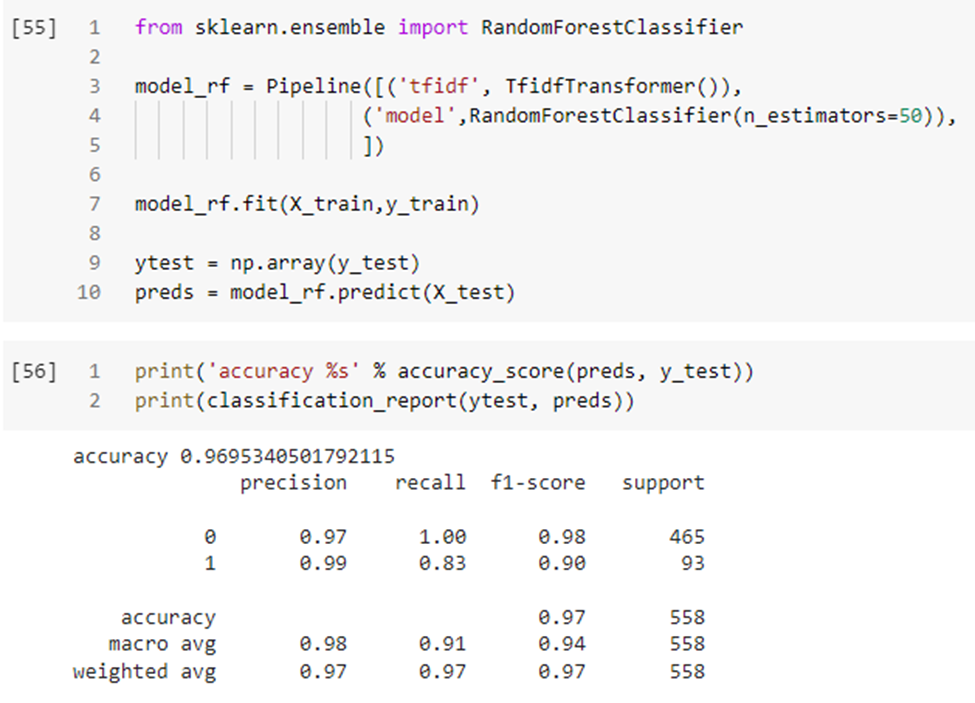 [55] 1 from sklearn.ensemble import RandomForestClassifier
2
3 model_rf = Pipeline([('tfidf', TfidfTransformer()),
4 ('model',RandomForestClassifier(n_estimators=50)),
5 ])
6
7 model_rf.fit(X_train,y_train)
8
9 ytest = np.array(y_test)
10 preds = model_rf.predict(X_test)
[56] 1 print('accuracy %s' % accuracy_score(preds, y_test))
2 print(classification_report(ytest, preds))
accuracy 0.9695340501792115
precision recall f1-score support
0 0.97 1.00 0.98 465
1 0.99 0.83 0.90 93
accuracy 0.97 558
macro avg 0.98 0.91 0.94 558
weighted avg 0.97 0.97 0.97 558